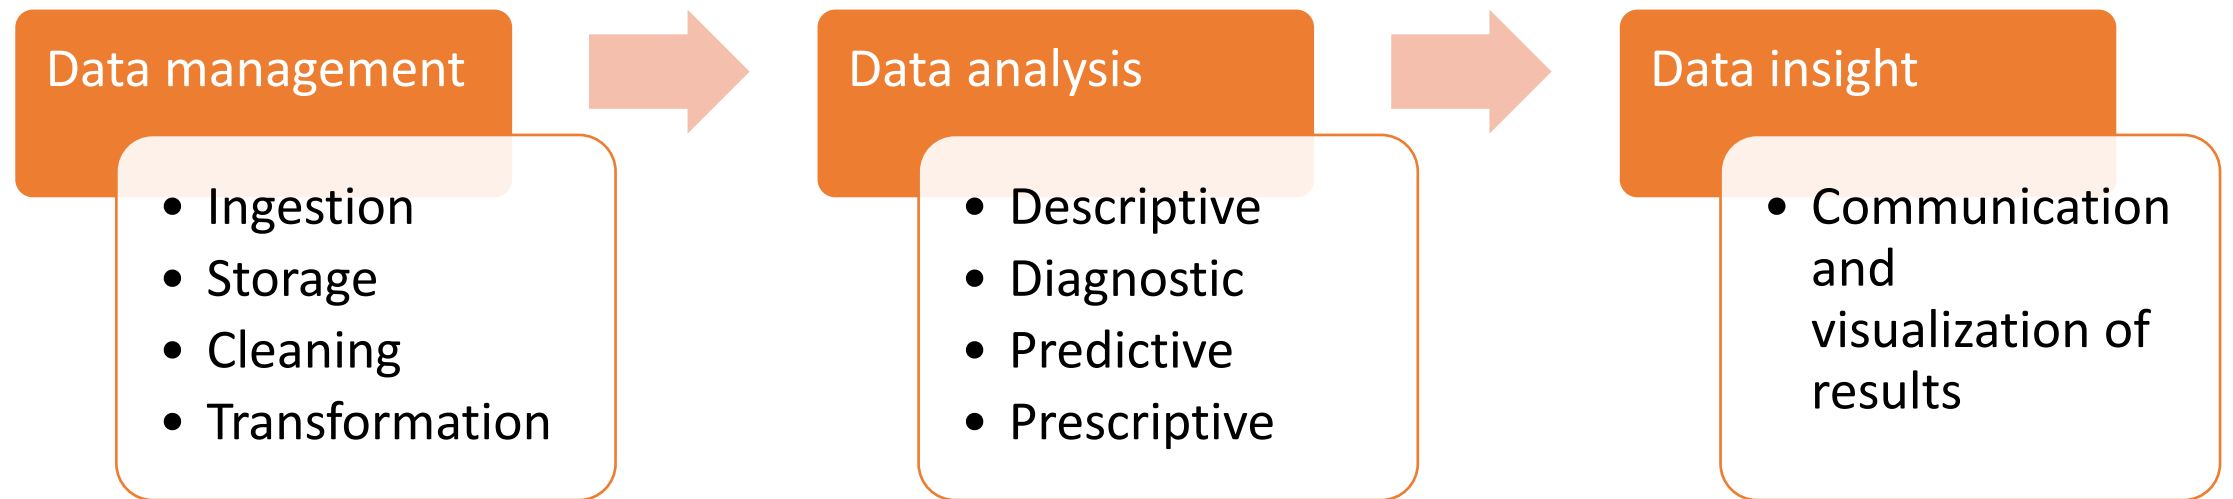 Data management
• Ingestion
• Storage
• Cleaning
• Transformation
Data analysis
• Descriptive
• Diagnostic
• Predictive
• Prescriptive
Data insight
• Communication
and
visualization of
results